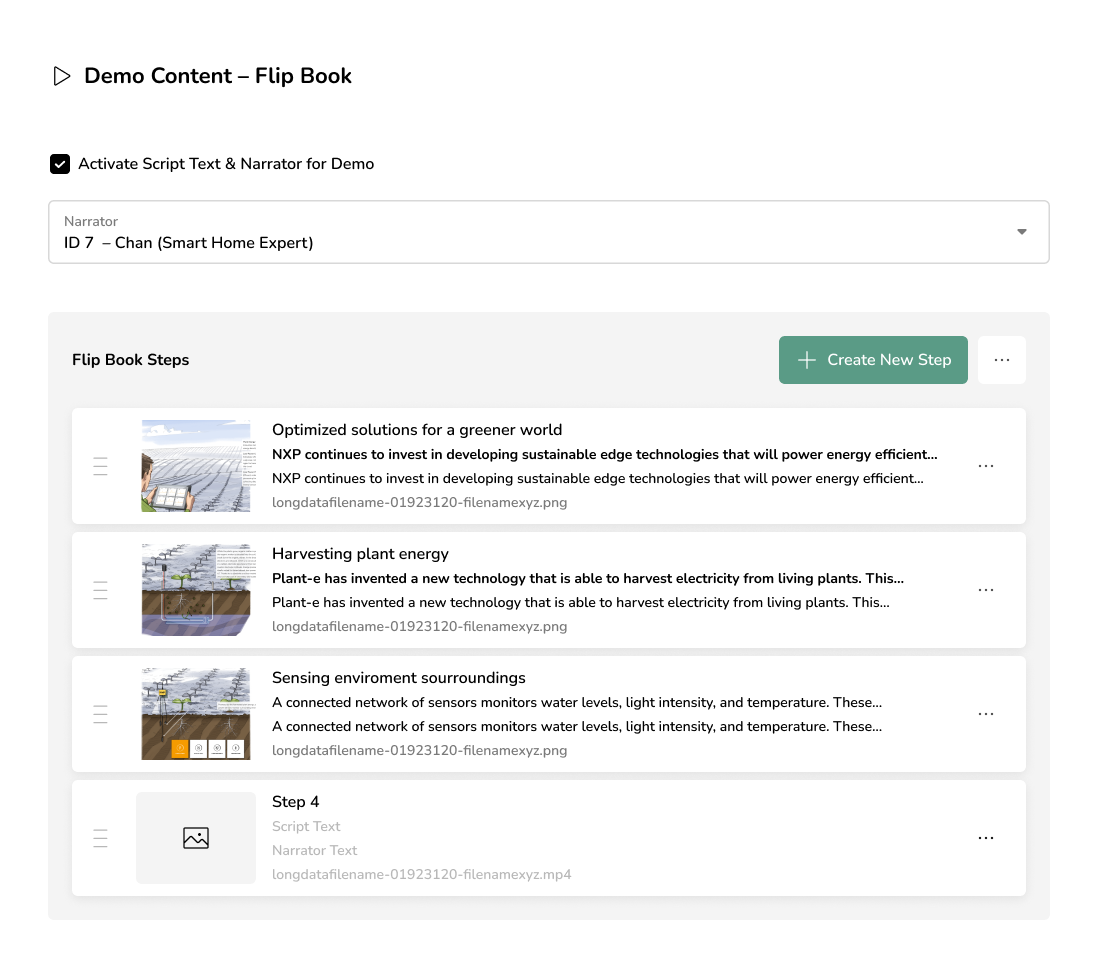 Demo Content – Flip Book
Activate Script Text & Narrator for Demo
Narrator
ID 7 – Chan (Smart Home Expert)
Flip Book Steps
Create New Step
Optimized solutions for a greener world
NXP continues to invest in developing sustainable edge technologies that will power energy efficient...
NXP continues to invest in developing sustainable edge technologies that will power energy efficient...
longdatafilename-01923120-filenamexyz.png
Harvesting plant energy
Plant-e has invented a new technology that is able to harvest electricity from living plants. This...
Plant-e has invented a new technology that is able to harvest electricity from living plants. This...
longdatafilename-01923120-filenamexyz.png
Sensing enviroment sourroundings
A connected network of sensors monitors water levels, light intensity, and temperature. These...
A connected network of sensors monitors water levels, light intensity, and temperature. These...
longdatafilename-01923120-filenamexyz.png
Step 4
Script Text
Narrator Text
longdatafilename-01923120-filenamexyz.mp4